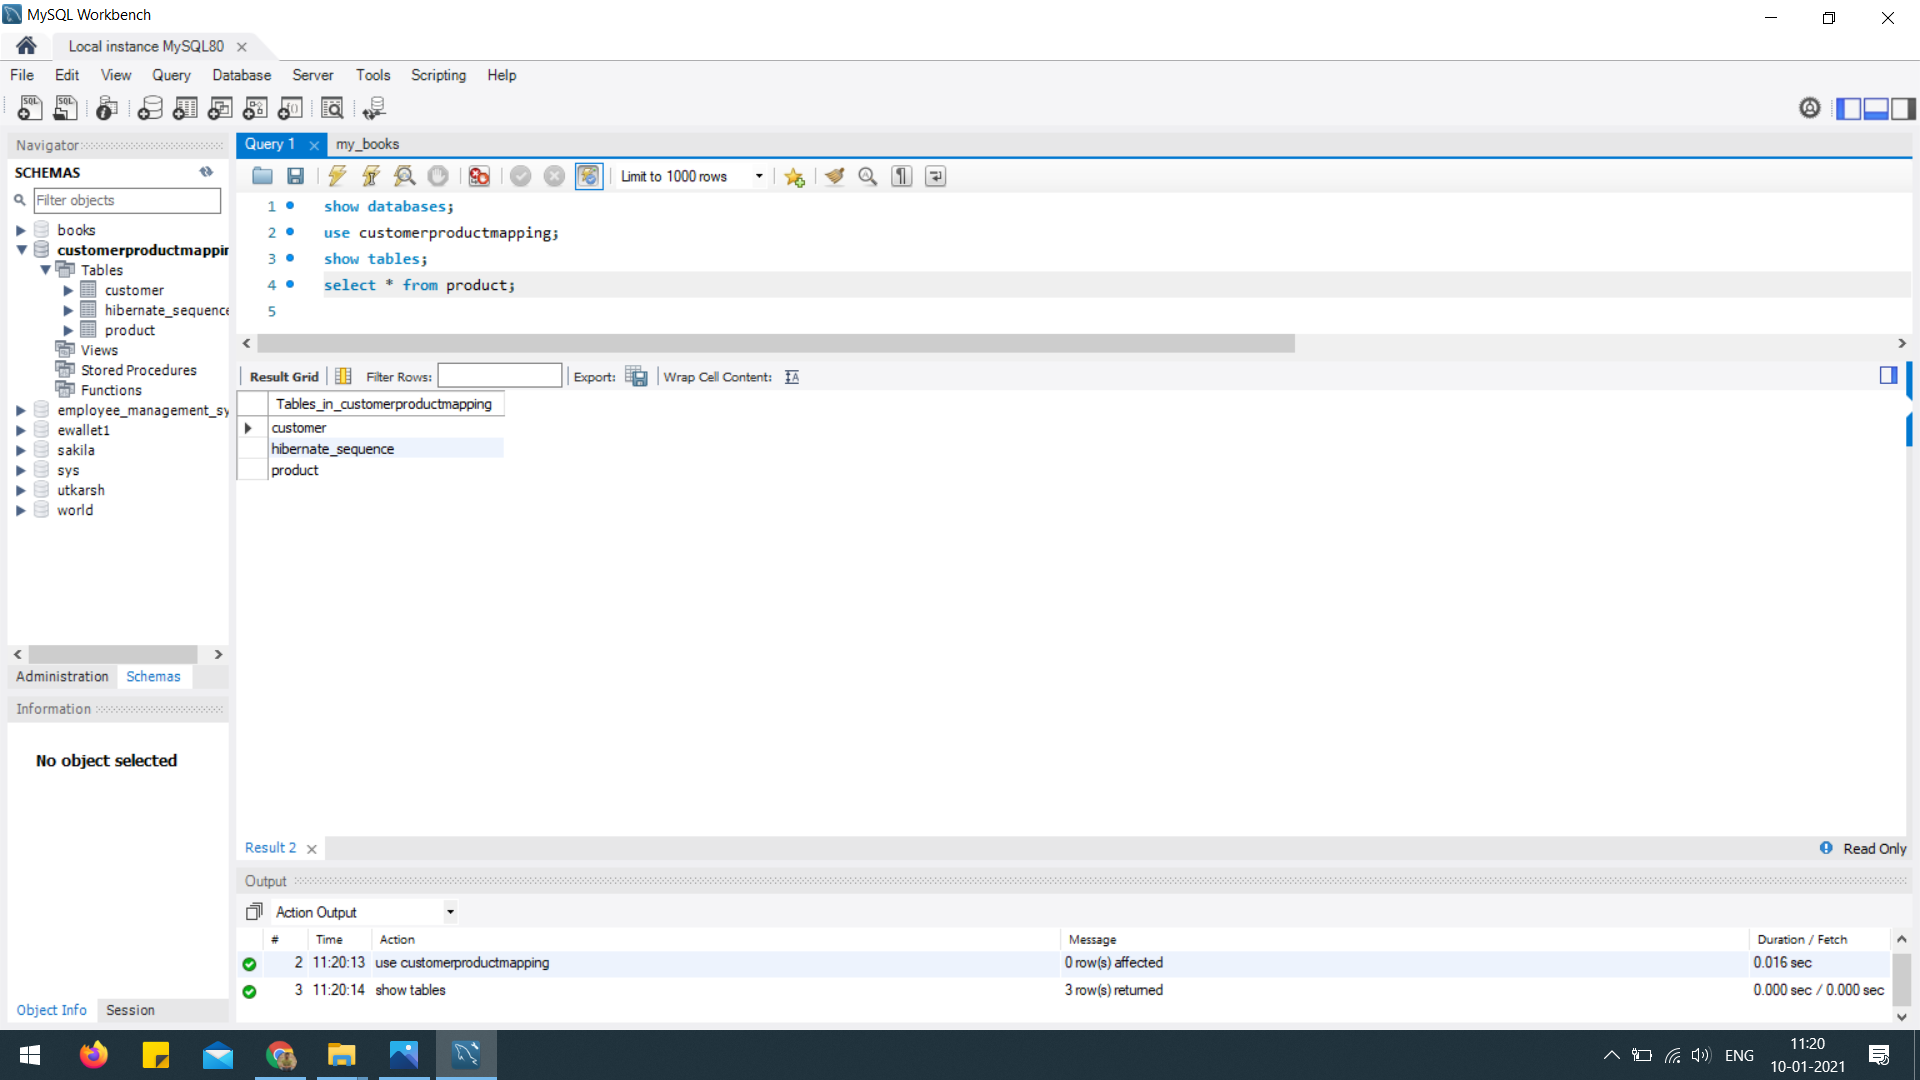 MySQL Workbench
Local instance MySQL80
File Edit View Query Database Server Tools Scripting Help
Navigator
SCHEMAS
Filter objects
books
customerproductmappin
Tables
customer
hibernate_sequence
product
Views
Stored Procedures
Functions
employee_management_sy
ewallet1
sakila
sys
utkarsh
world
Administration Schemas
Information
No object selected
Object Info Session
Query 1 my_books
Limit to 1000 rows
1 show databases;
2 use customerproductmapping;
3 show tables;
4 select * from product;
5
Result Grid Filter Rows: Export: Wrap Cell Content:
Tables_in_customerproductmapping
customer
hibernate_sequence
product
Result 2 Read Only
Output
Action Output
# Time Action Message Duration / Fetch
2 11:20:13 use customerproductmapping 0 row(s) affected 0.016 sec
3 11:20:14 show tables 3 row(s) returned 0.000 sec / 0.000 sec
ENG
11:20
10-01-2021